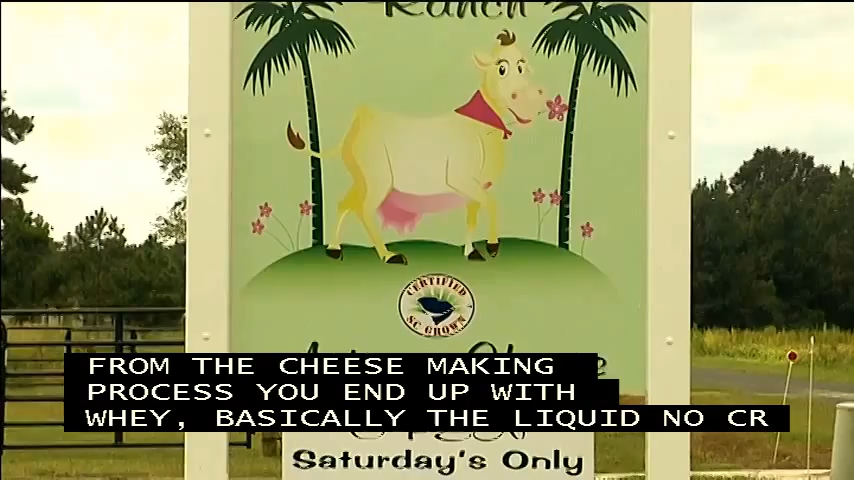 Ranch
CERTIFIED
SC GROWN
FROM THE CHEESE MAKING
PROCESS YOU END UP WITH
WHEY, BASICALLY THE LIQUID NO CR
Saturday's Only